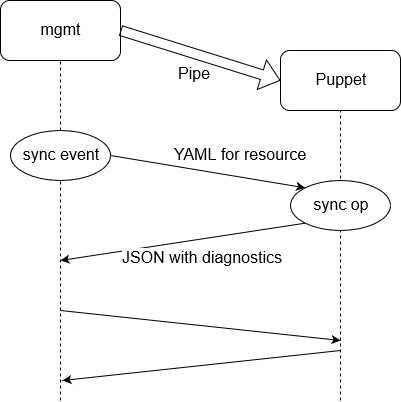 mgmt
Pipe
Puppet
sync event
YAML for resource
sync op
JSON with diagnostics